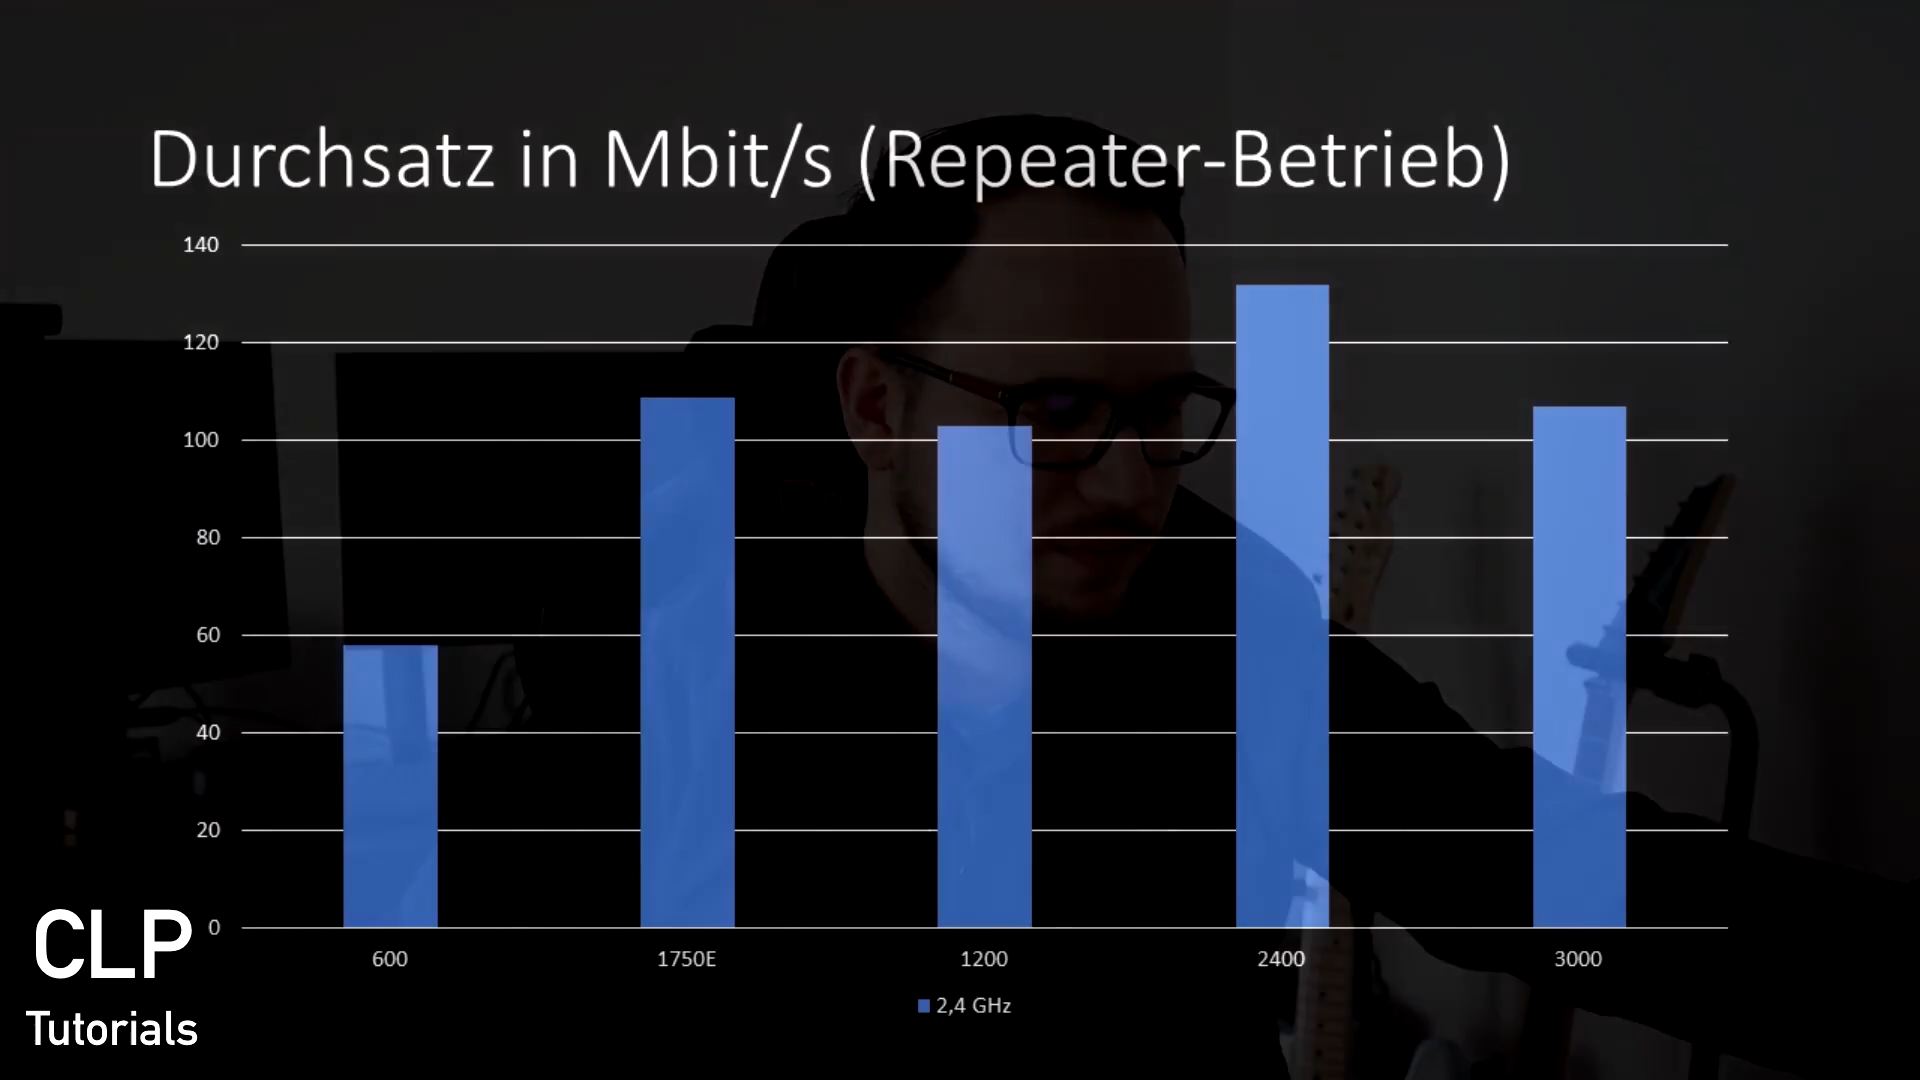 Durchsatz in Mbit/s (Repeater-Betrieb)
140
120
100
80
60
40
20
0
600 1750E 1200 2400 3000
2,4 GHz
CLP
Tutorials